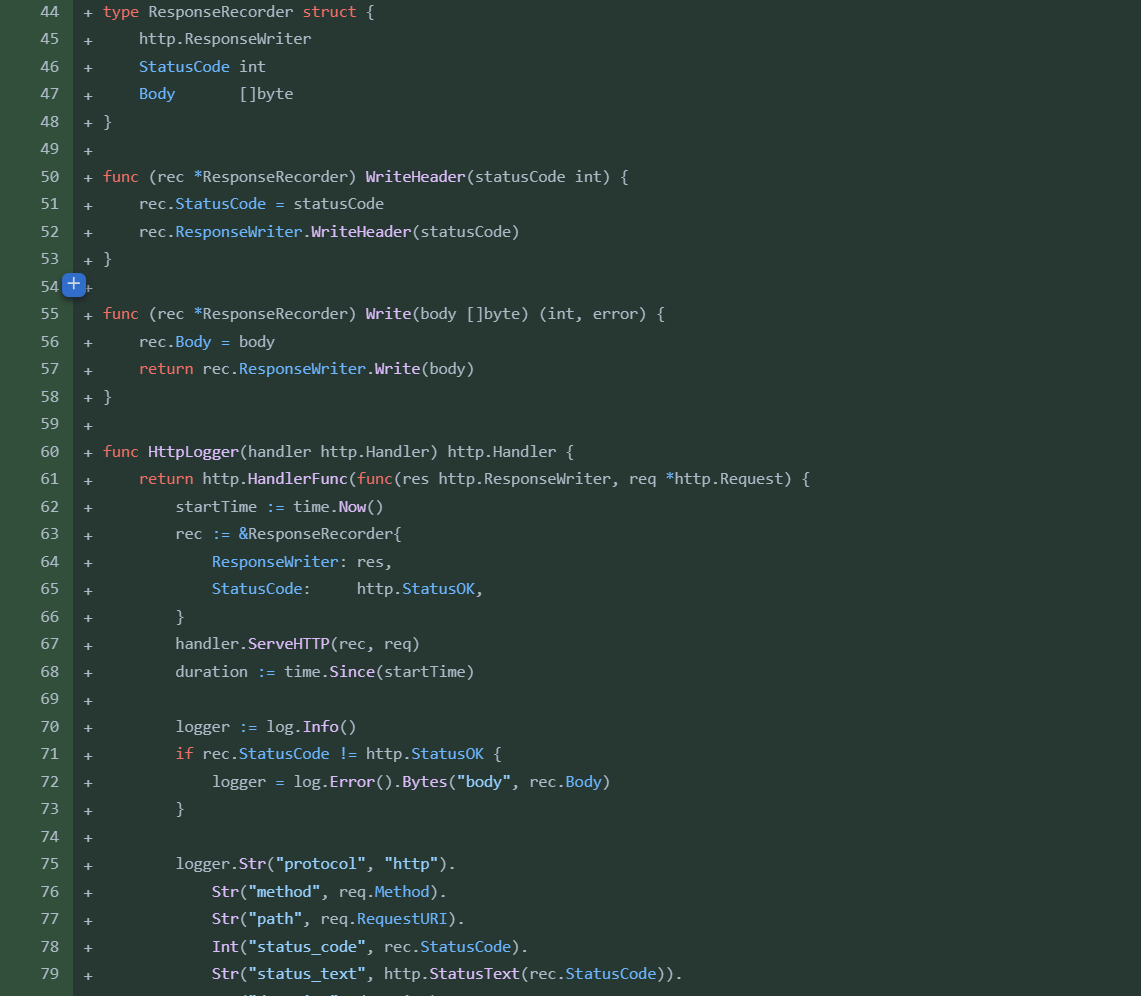 44 + type ResponseRecorder struct {
45 +     http.ResponseWriter
46 +     StatusCode int
47 +     Body       []byte
48 + }
49 +
50 + func (rec *ResponseRecorder) WriteHeader(statusCode int) {
51 +     rec.StatusCode = statusCode
52 +     rec.ResponseWriter.WriteHeader(statusCode)
53 + }
54 +
55 + func (rec *ResponseRecorder) Write(body []byte) (int, error) {
56 +     rec.Body = body
57 +     return rec.ResponseWriter.Write(body)
58 + }
59 +
60 + func HttpLogger(handler http.Handler) http.Handler {
61 +     return http.HandlerFunc(func(res http.ResponseWriter, req *http.Request) {
62 +         startTime := time.Now()
63 +         rec := &ResponseRecorder{
64 +             ResponseWriter: res,
65 +             StatusCode:     http.StatusOK,
66 +         }
67 +         handler.ServeHTTP(rec, req)
68 +         duration := time.Since(startTime)
69 +
70 +         logger := log.Info()
71 +         if rec.StatusCode != http.StatusOK {
72 +             logger = log.Error().Bytes("body", rec.Body)
73 +         }
74 +
75 +         logger.Str("protocol", "http").
76 +             Str("method", req.Method).
77 +             Str("path", req.RequestURI).
78 +             Int("status_code", rec.StatusCode).
79 +             Str("status_text", http.StatusText(rec.StatusCode)).